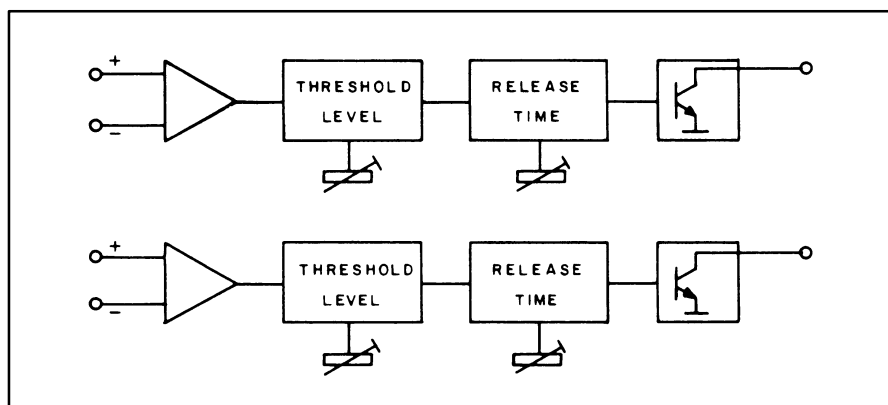 +
THRESHOLD
LEVEL
RELEASE
TIME
-
+
THRESHOLD
LEVEL
RELEASE
TIME
-